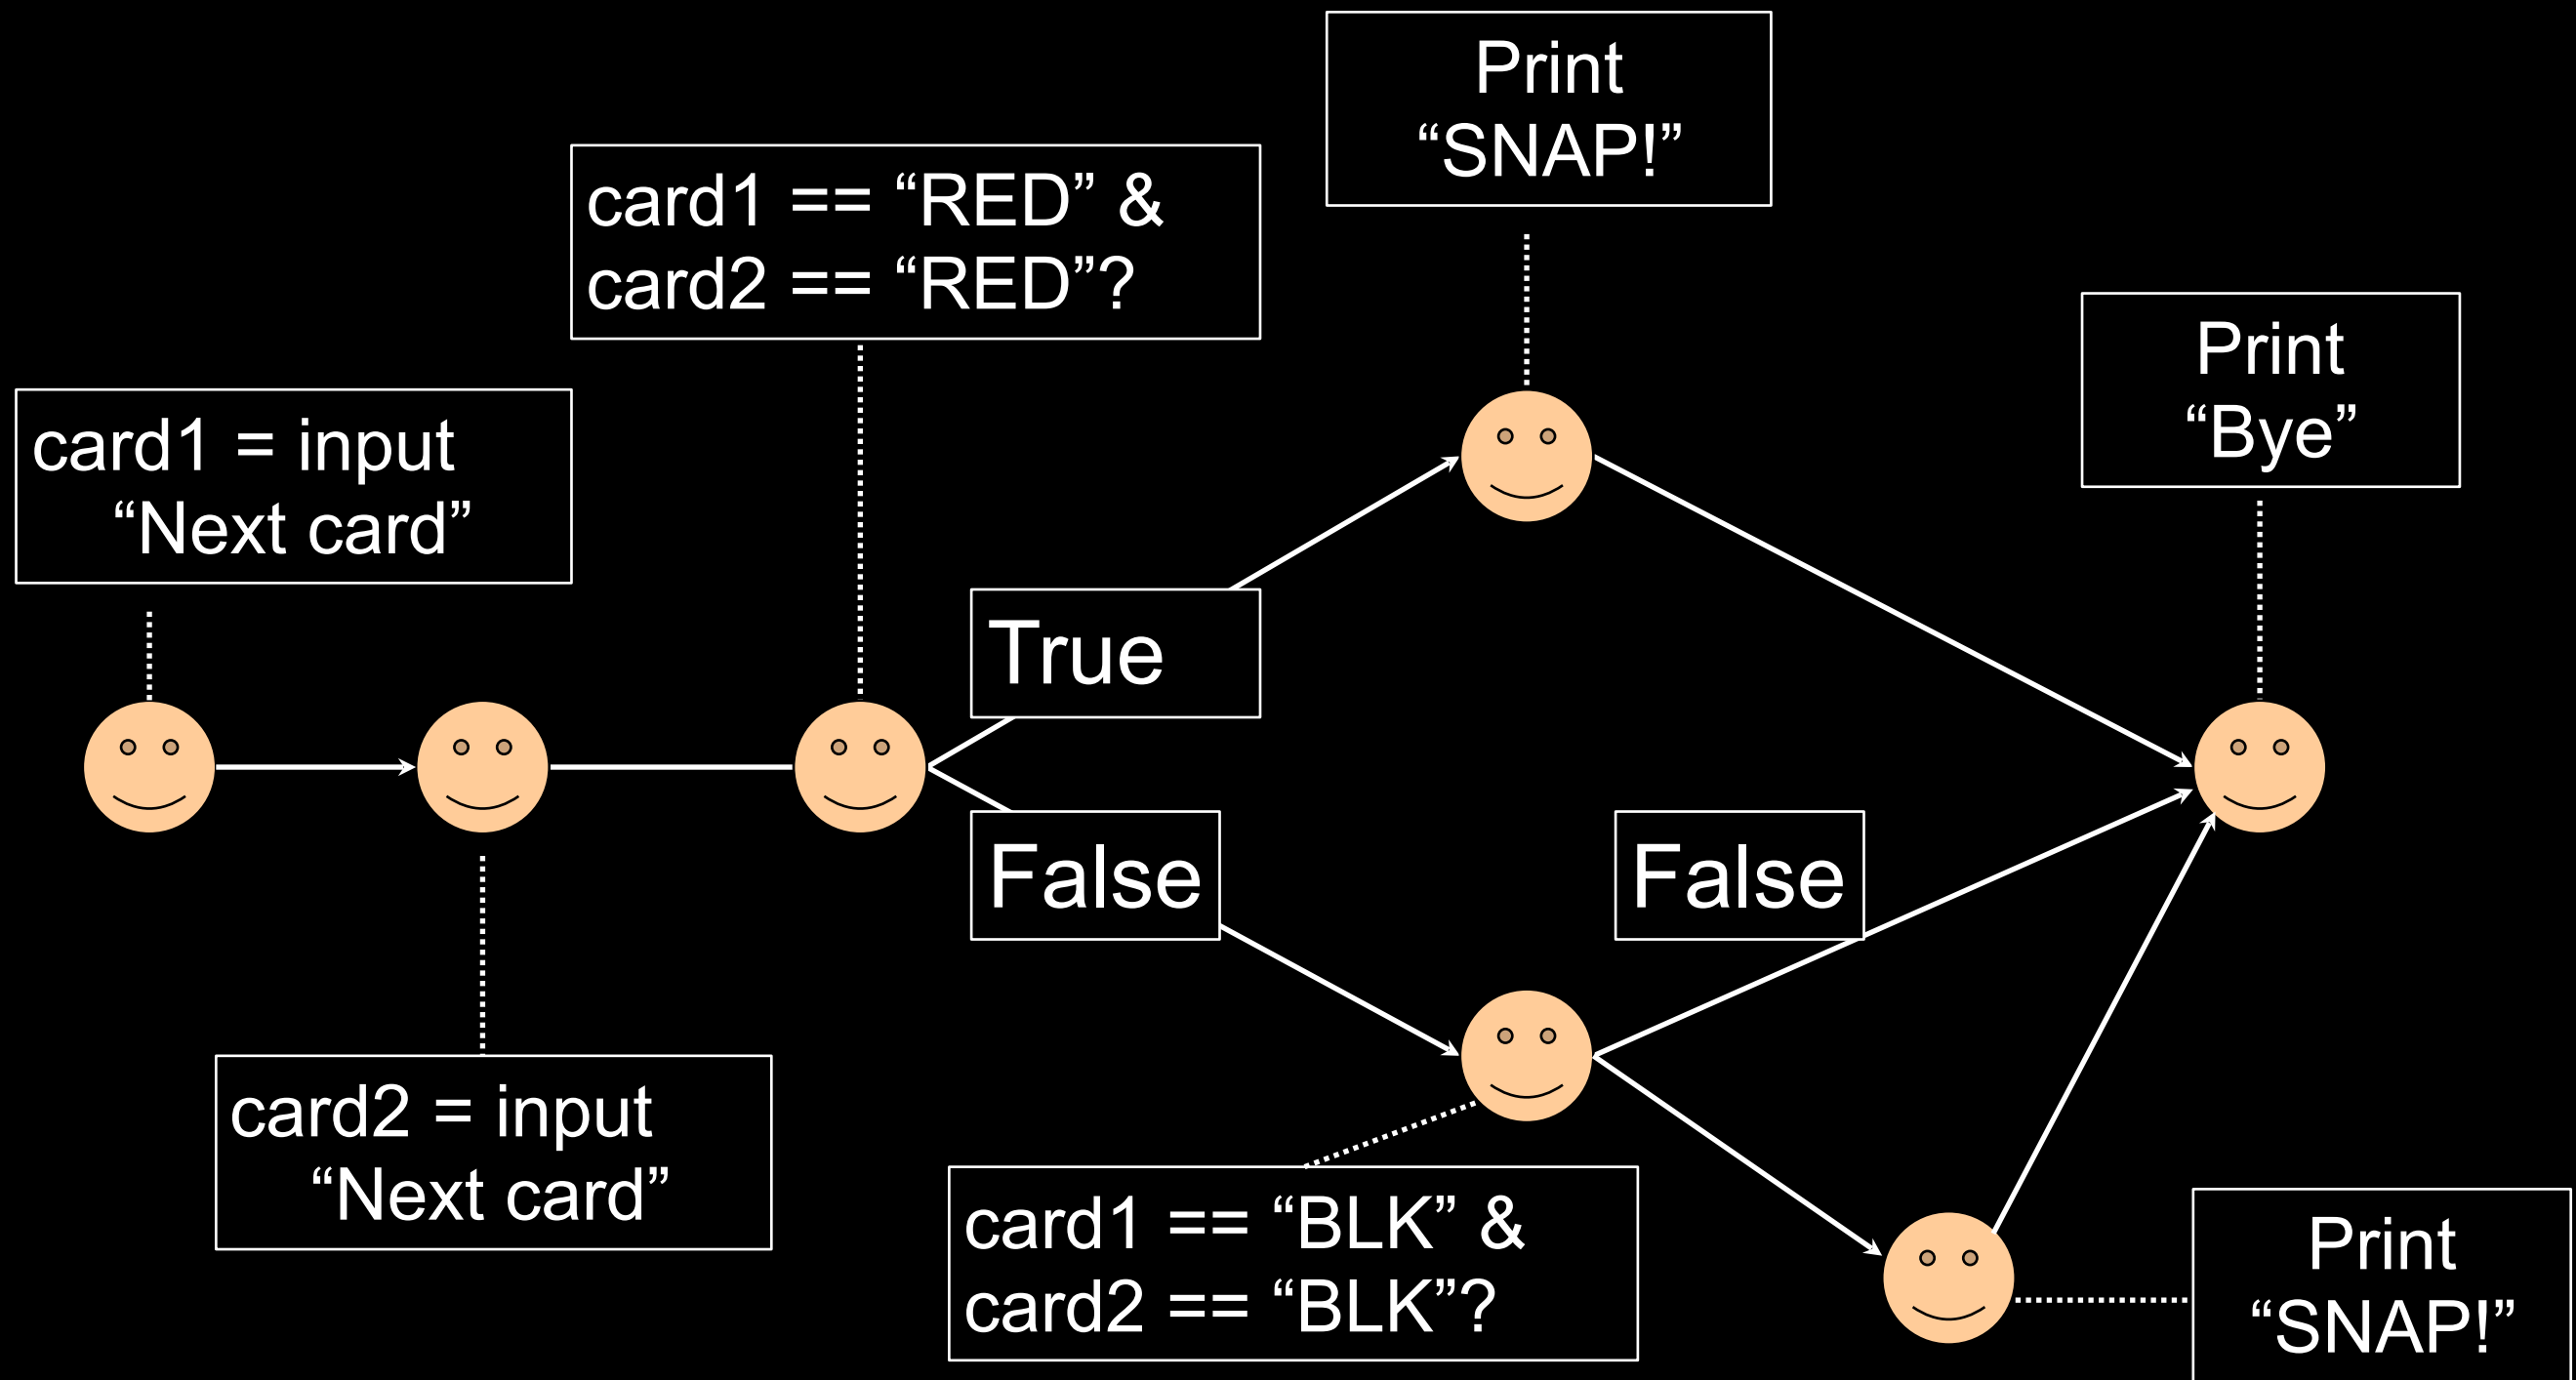 Print
“SNAP!”
card1 == “RED” &
card2 == “RED”?
Print
“Bye”
card1 = input
“Next card”
True
False
False
card2 = input
“Next card”
card1 == “BLK” &
card2 == “BLK”?
Print
“SNAP!”